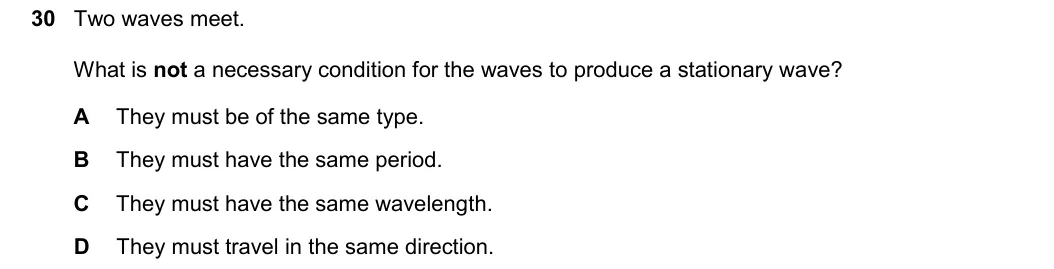 30 Two waves meet.
What is not a necessary condition for the waves to produce a stationary wave?
A They must be of the same type.
B They must have the same period.
C They must have the same wavelength.
D They must travel in the same direction.